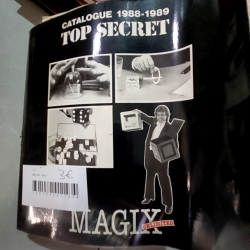 CATALOGUE 1988-1989
TOP SECRET
3€
MAGIX